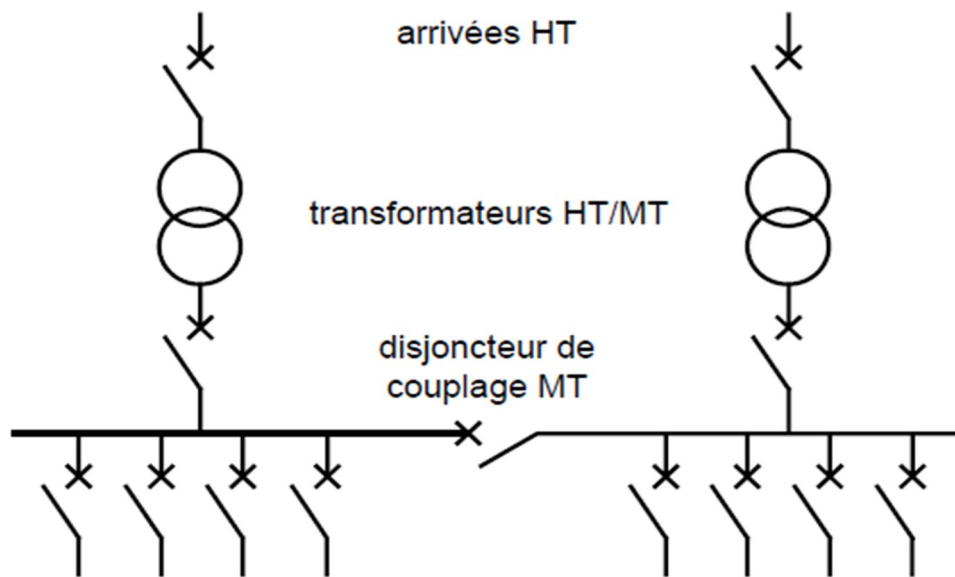 arrivées HT
transformateurs HT/MT
disjoncteur de
couplage MT